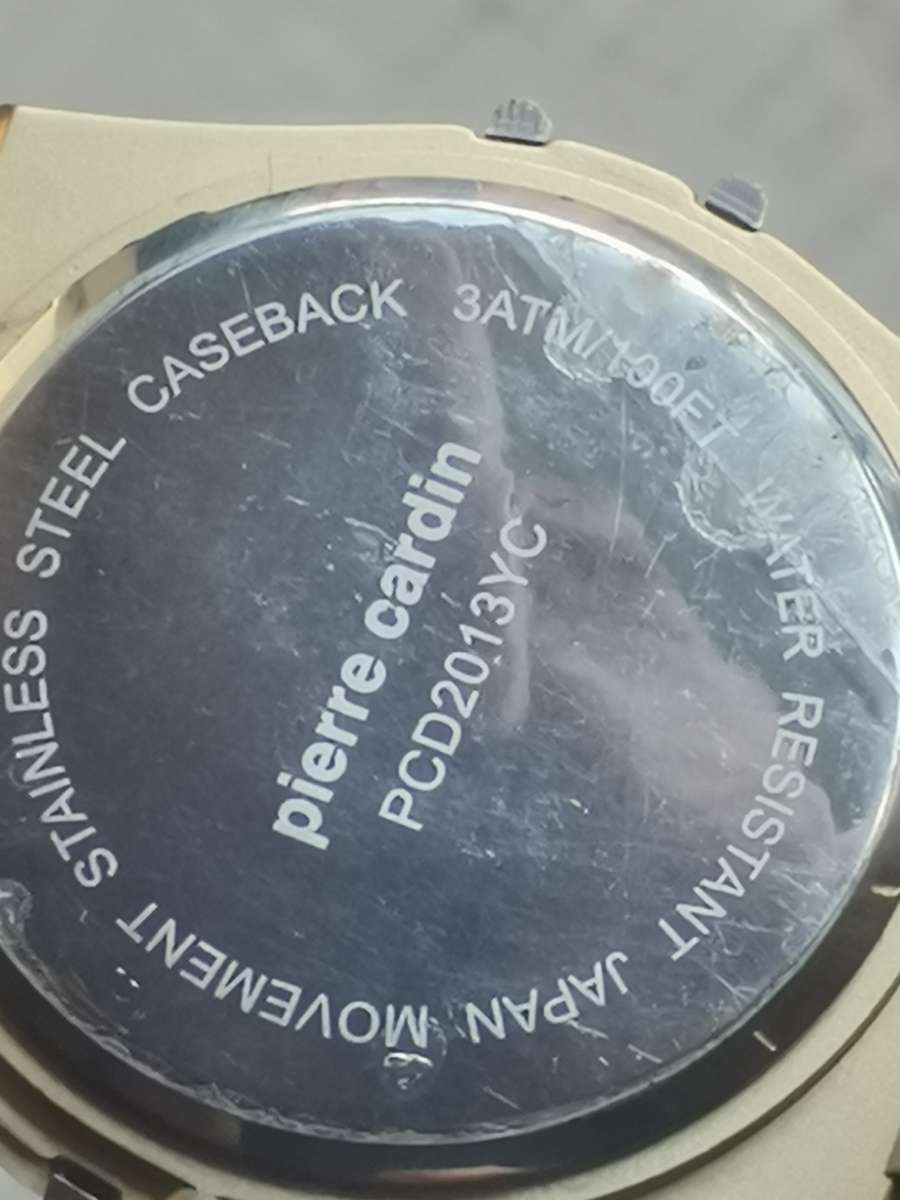 STAINLESS STEEL CASEBACK 3ATM/100FT WATER RESISTANT JAPAN MOVEMENT
pierre cardin
PCD2013YC